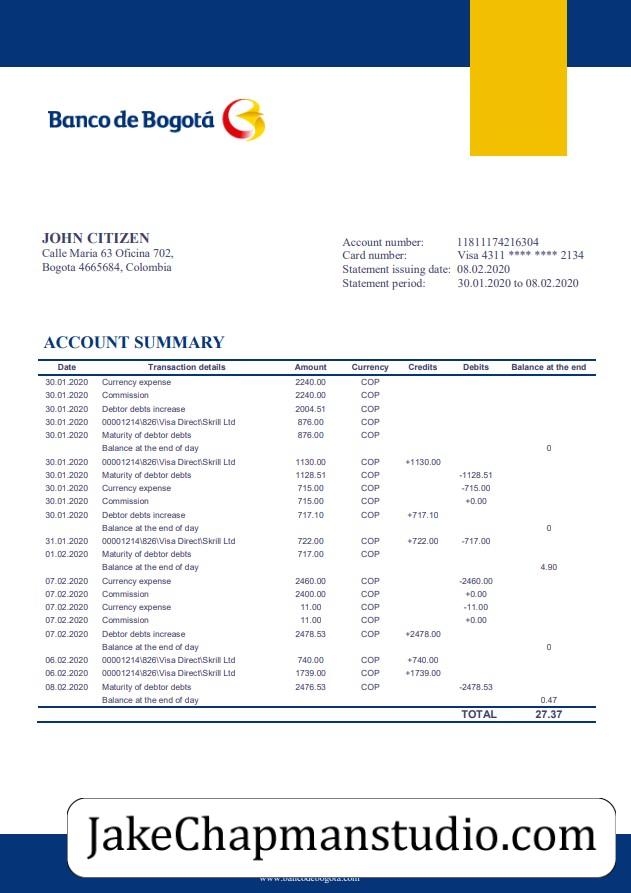 Banco de Bogotá
JOHN CITIZEN
Calle Maria 63 Oficina 702,
Bogota 4665684, Colombia
Account number: 11811174216304
Card number: Visa 4311 **** **** 2134
Statement issuing date: 08.02.2020
Statement period: 30.01.2020 to 08.02.2020
ACCOUNT SUMMARY
Date Transaction details Amount Currency Credits Debits Balance at the end
30.01.2020 Currency expense 2240.00 COP
30.01.2020 Commission 2240.00 COP
30.01.2020 Debtor debts increase 2004.51 COP
30.01.2020 00001214\826\Visa Direct\Skrill Ltd 876.00 COP
30.01.2020 Maturity of debtor debts 876.00 COP
Balance at the end of day 0
30.01.2020 00001214\826\Visa Direct\Skrill Ltd 1130.00 COP +1130.00
30.01.2020 Maturity of debtor debts 1128.51 COP -1128.51
30.01.2020 Currency expense 715.00 COP -715.00
30.01.2020 Commission 715.00 COP +0.00
30.01.2020 Debtor debts increase 717.10 COP +717.10
Balance at the end of day 0
31.01.2020 00001214\826\Visa Direct\Skrill Ltd 722.00 COP +722.00 -717.00
01.02.2020 Maturity of debtor debts 717.00 COP
Balance at the end of day 4.90
07.02.2020 Currency expense 2460.00 COP -2460.00
07.02.2020 Commission 2400.00 COP +0.00
07.02.2020 Currency expense 11.00 COP -11.00
07.02.2020 Commission 11.00 COP +0.00
07.02.2020 Debtor debts increase 2478.53 COP +2478.00
Balance at the end of day 0
06.02.2020 00001214\826\Visa Direct\Skrill Ltd 740.00 COP +740.00
06.02.2020 00001214\826\Visa Direct\Skrill Ltd 1739.00 COP +1739.00
08.02.2020 Maturity of debtor debts 2476.53 COP -2478.53
Balance at the end of day 0.47
TOTAL 27.37
JakeChapmanstudio.com
www.bancodebogota.com